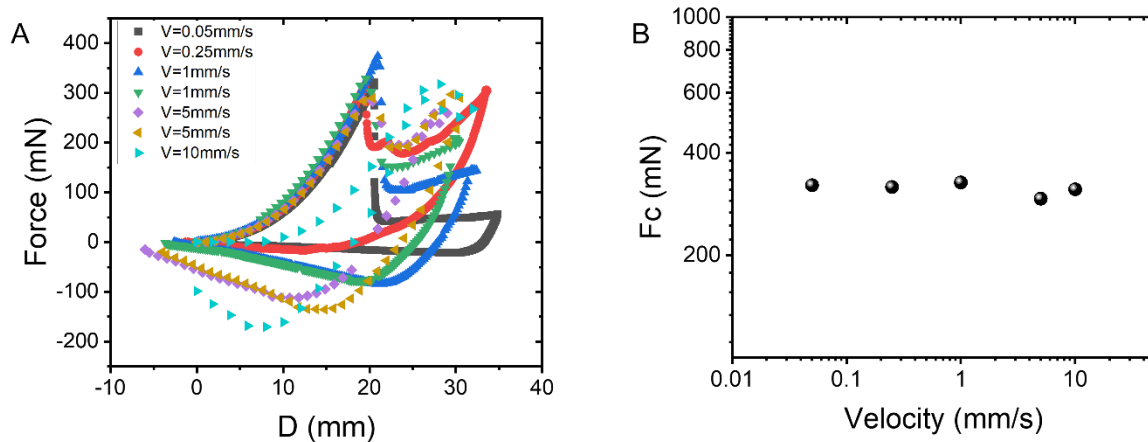 A
V=0.05mm/s
V=0.25mm/s
V=1mm/s
V=1mm/s
V=5mm/s
V=5mm/s
V=10mm/s
Force (mN)
400
300
200
100
0
-100
-200
-10
0
10
20
30
40
D (mm)
B
Fc (mN)
1000
800
600
400
200
0.01
0.1
1
10
Velocity (mm/s)